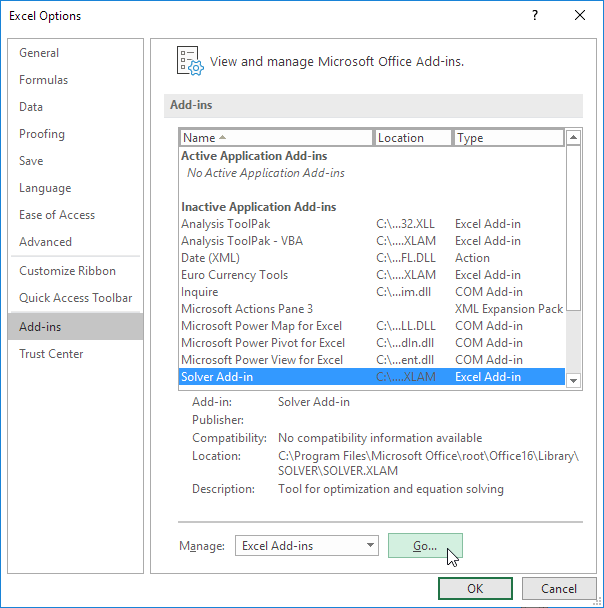 Excel Options ?
General
Formulas
Data
Proofing
Save
Language
Ease of Access
Advanced
Customize Ribbon
Quick Access Toolbar
Add-ins
Trust Center
View and manage Microsoft Office Add-ins.
Add-ins
Name Location Type
Active Application Add-ins
No Active Application Add-ins
Inactive Application Add-ins
Analysis ToolPak C:\...32.XLL Excel Add-in
Analysis ToolPak - VBA C:\...XLAM Excel Add-in
Date (XML) C:\...FL.DLL Action
Euro Currency Tools C:\...XLAM Excel Add-in
Inquire C:\...im.dll COM Add-in
Microsoft Actions Pane 3 XML Expansion Pack
Microsoft Power Map for Excel C:\...LL.DLL COM Add-in
Microsoft Power Pivot for Excel C:\...dln.dll COM Add-in
Microsoft Power View for Excel C:\...ent.dll COM Add-in
Solver Add-in C:\....XLAM Excel Add-in
Add-in: Solver Add-in
Publisher:
Compatibility: No compatibility information available
Location: C:\Program Files\Microsoft Office\root\Office16\Library\
SOLVER\SOLVER.XLAM
Description: Tool for optimization and equation solving
Manage: Excel Add-ins Go...
OK Cancel